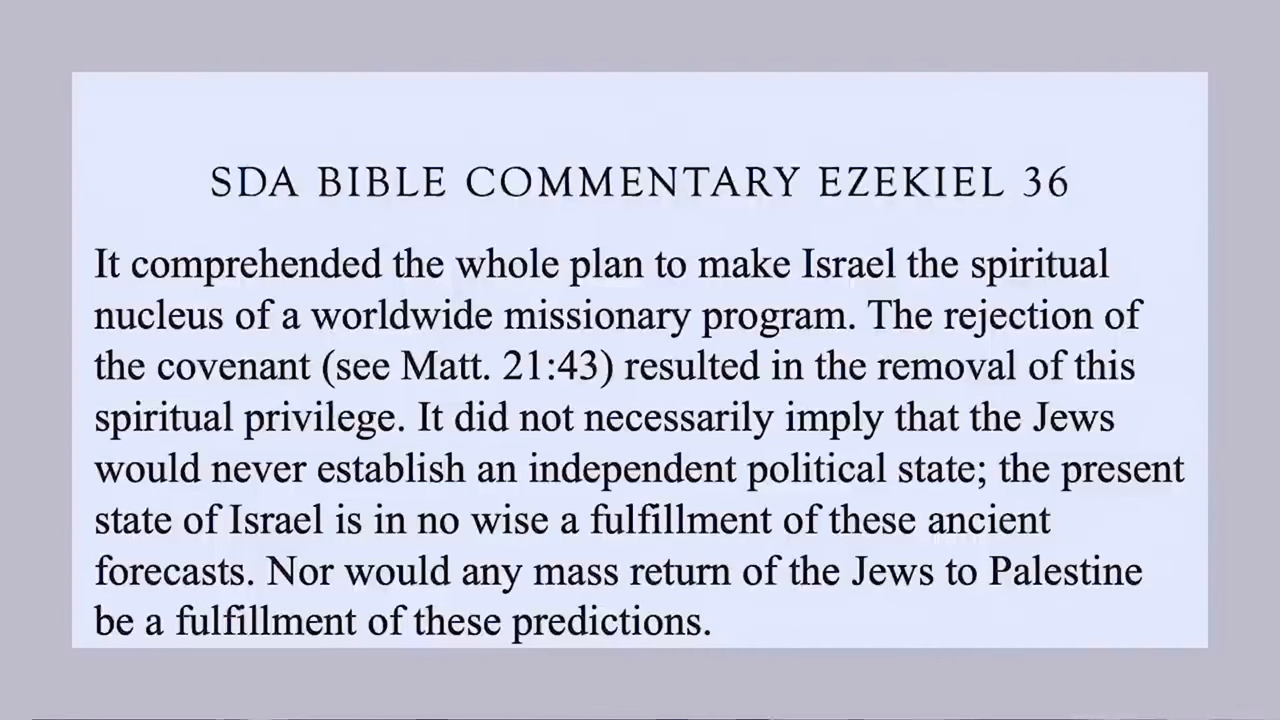 SDA BIBLE COMMENTARY EZEKIEL 36
It comprehended the whole plan to make Israel the spiritual
nucleus of a worldwide missionary program. The rejection of
the covenant (see Matt. 21:43) resulted in the removal of this
spiritual privilege. It did not necessarily imply that the Jews
would never establish an independent political state; the present
state of Israel is in no wise a fulfillment of these ancient
forecasts. Nor would any mass return of the Jews to Palestine
be a fulfillment of these predictions.